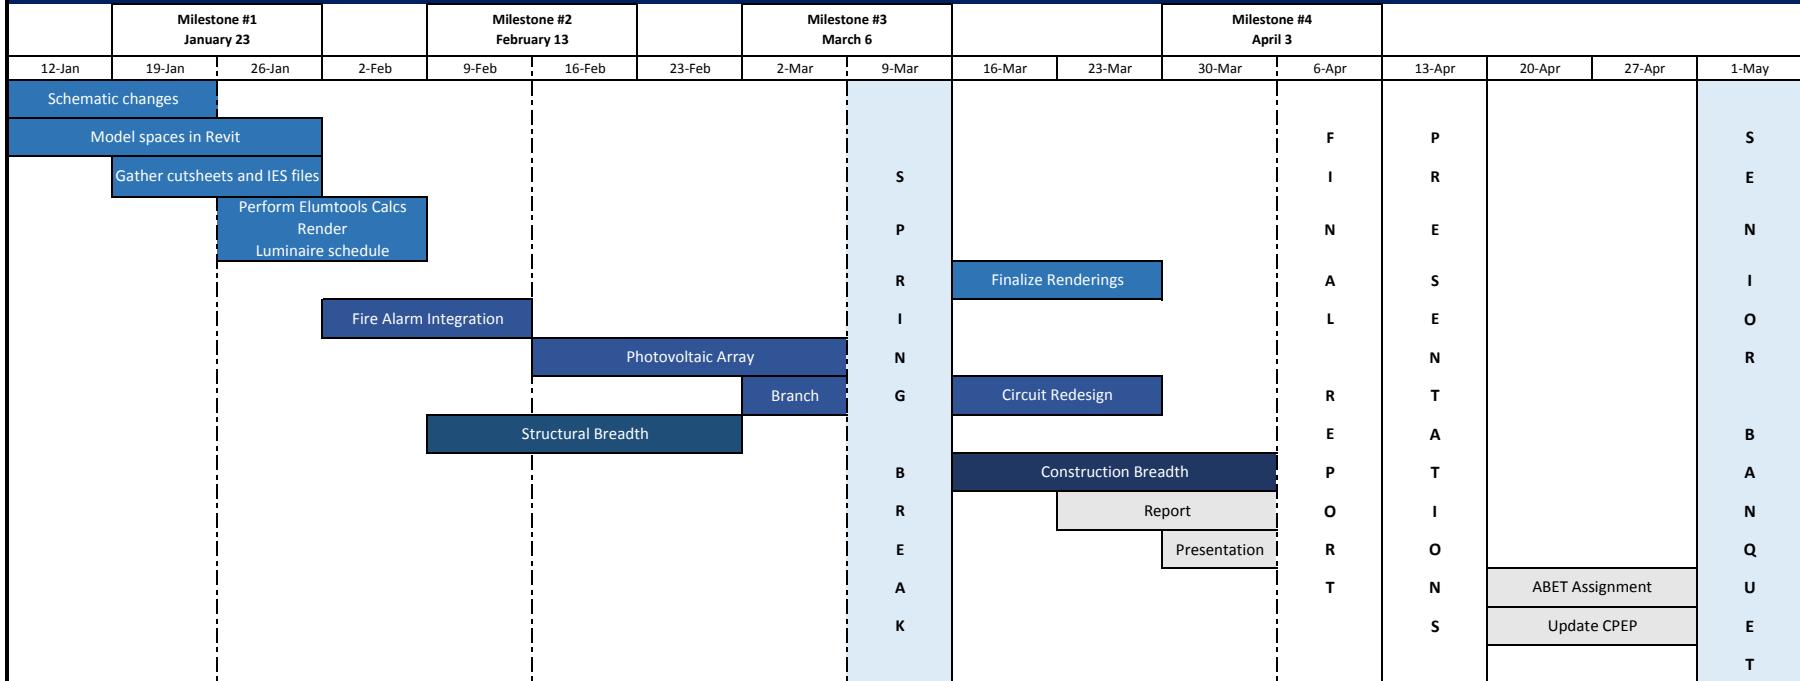 Milestone #1
January 23
Milestone #2
February 13
Milestone #3
March 6
Milestone #4
April 3
12-Jan 19-Jan 26-Jan 2-Feb 9-Feb 16-Feb 23-Feb 2-Mar 9-Mar 16-Mar 23-Mar 30-Mar 6-Apr 13-Apr 20-Apr 27-Apr 1-May
Schematic changes
Model spaces in Revit
Gather cutsheets and IES files
Perform Elumtools Calcs
Render
Luminaire schedule
Finalize Renderings
Fire Alarm Integration
Photovoltaic Array
Branch
Circuit Redesign
Structural Breadth
Construction Breadth
Report
Presentation
ABET Assignment
Update CPEP
SPRING BREAK
FINAL REPORT
PRESENTATIONS
SENIOR BANQUET